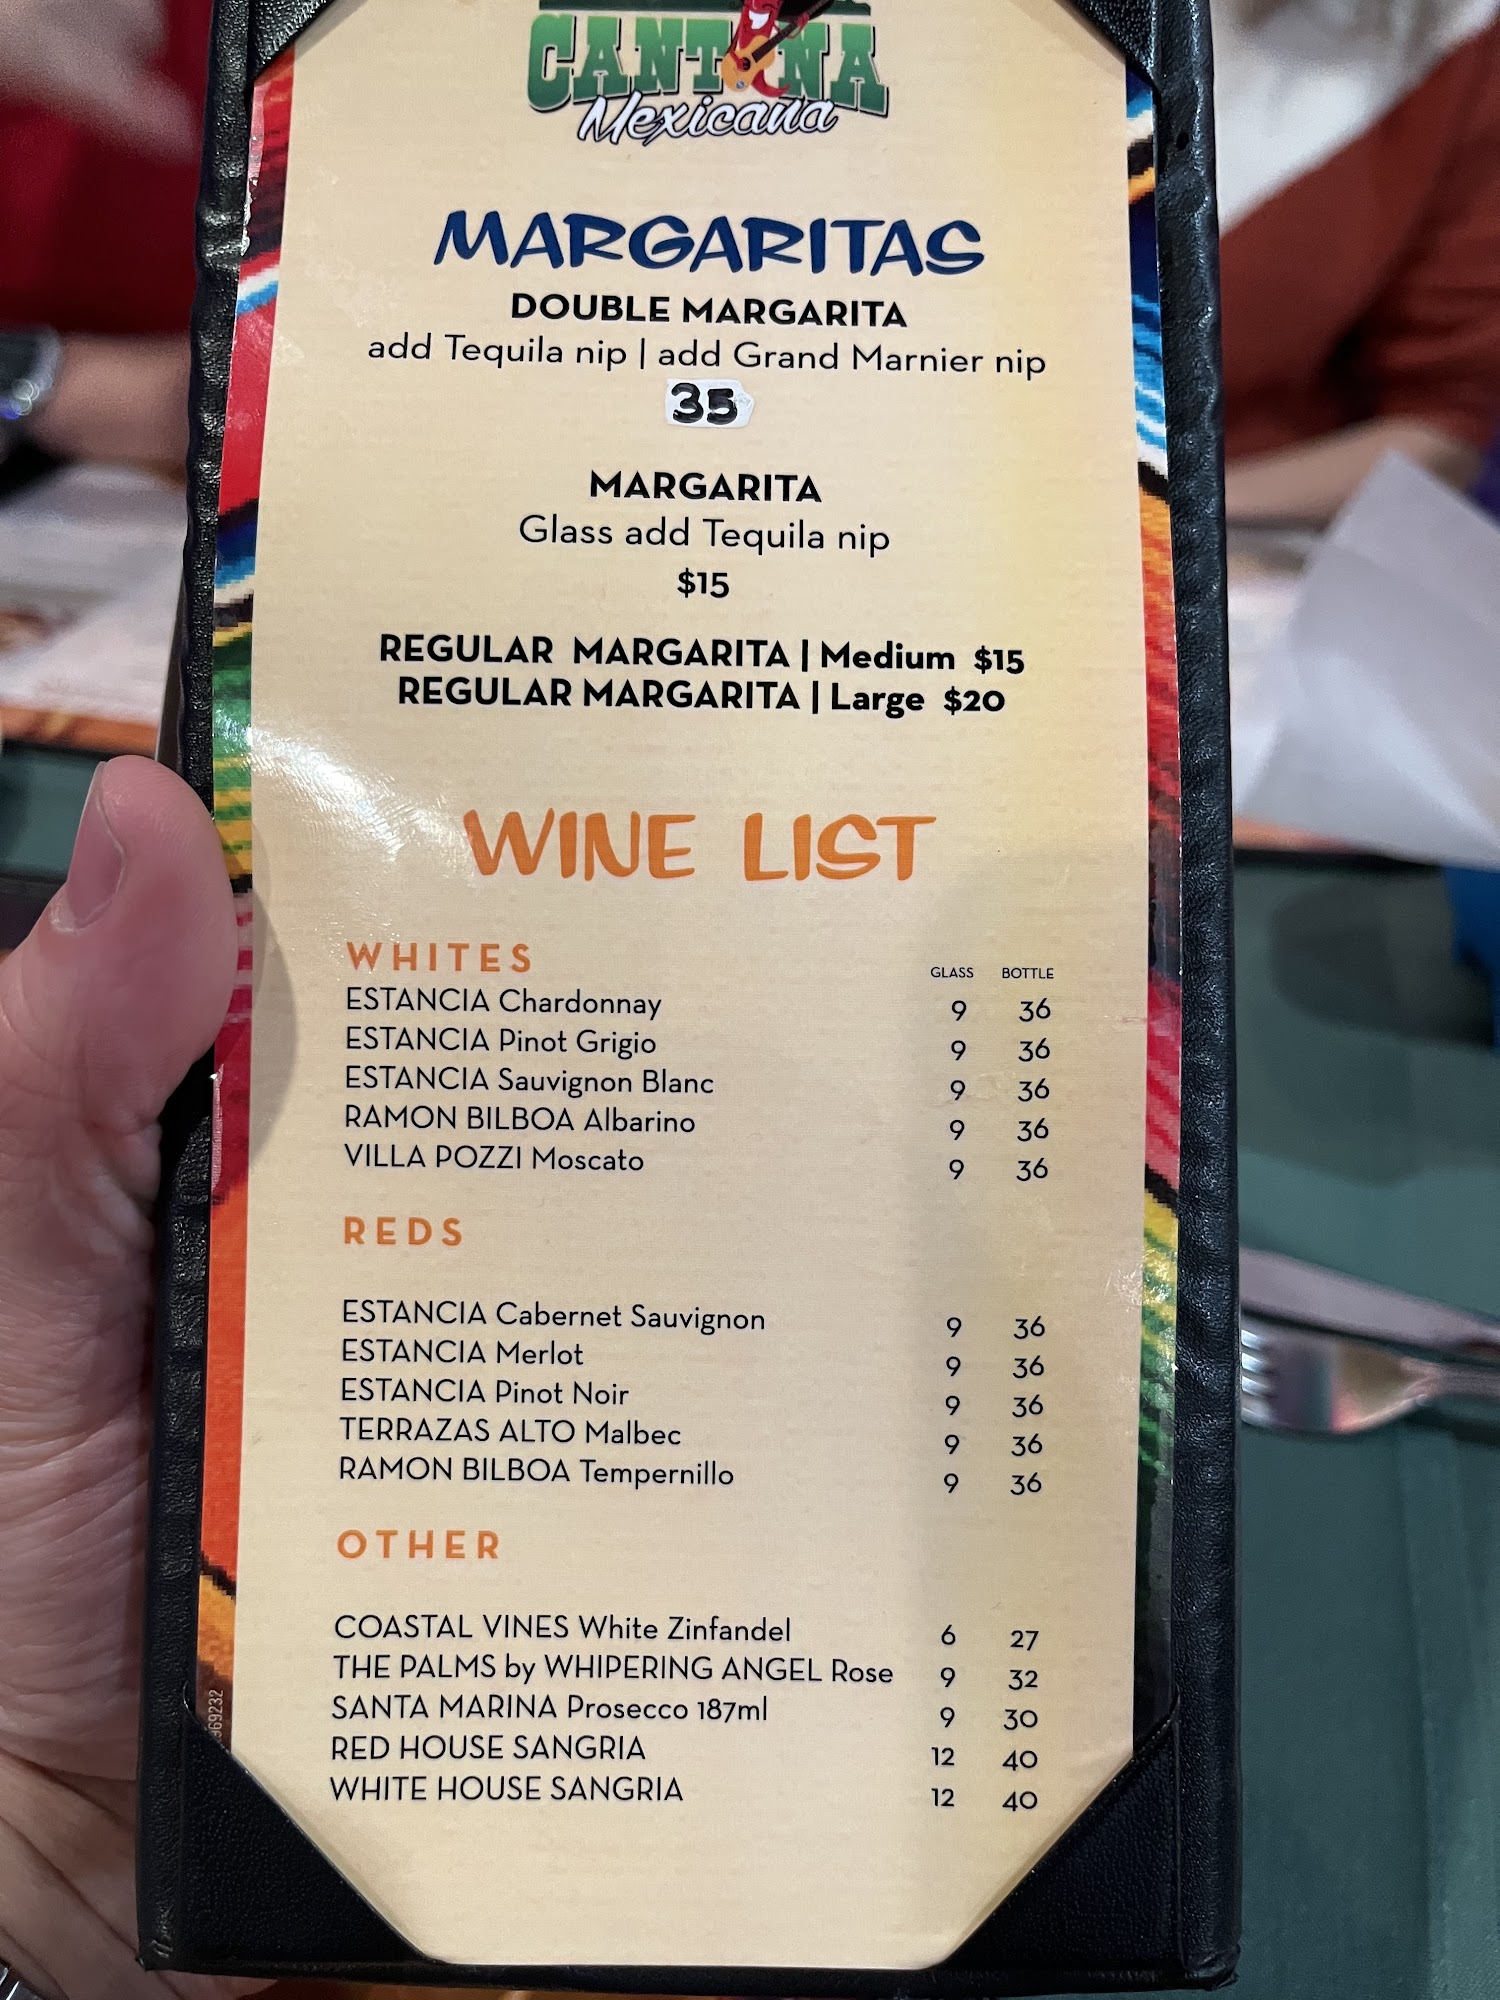 CANTINA
Mexicana
MARGARITAS
DOUBLE MARGARITA
add Tequila nip | add Grand Marnier nip
35
MARGARITA
Glass add Tequila nip
$15
REGULAR MARGARITA | Medium $15
REGULAR MARGARITA | Large $20
WINE LIST
WHITES GLASS BOTTLE
ESTANCIA Chardonnay 9 36
ESTANCIA Pinot Grigio 9 36
ESTANCIA Sauvignon Blanc 9 36
RAMON BILBOA Albarino 9 36
VILLA POZZI Moscato 9 36
REDS
ESTANCIA Cabernet Sauvignon 9 36
ESTANCIA Merlot 9 36
ESTANCIA Pinot Noir 9 36
TERRAZAS ALTO Malbec 9 36
RAMON BILBOA Tempernillo 9 36
OTHER
COASTAL VINES White Zinfandel 6 27
THE PALMS by WHIPERING ANGEL Rose 9 32
SANTA MARINA Prosecco 187ml 9 30
RED HOUSE SANGRIA 12 40
WHITE HOUSE SANGRIA 12 40